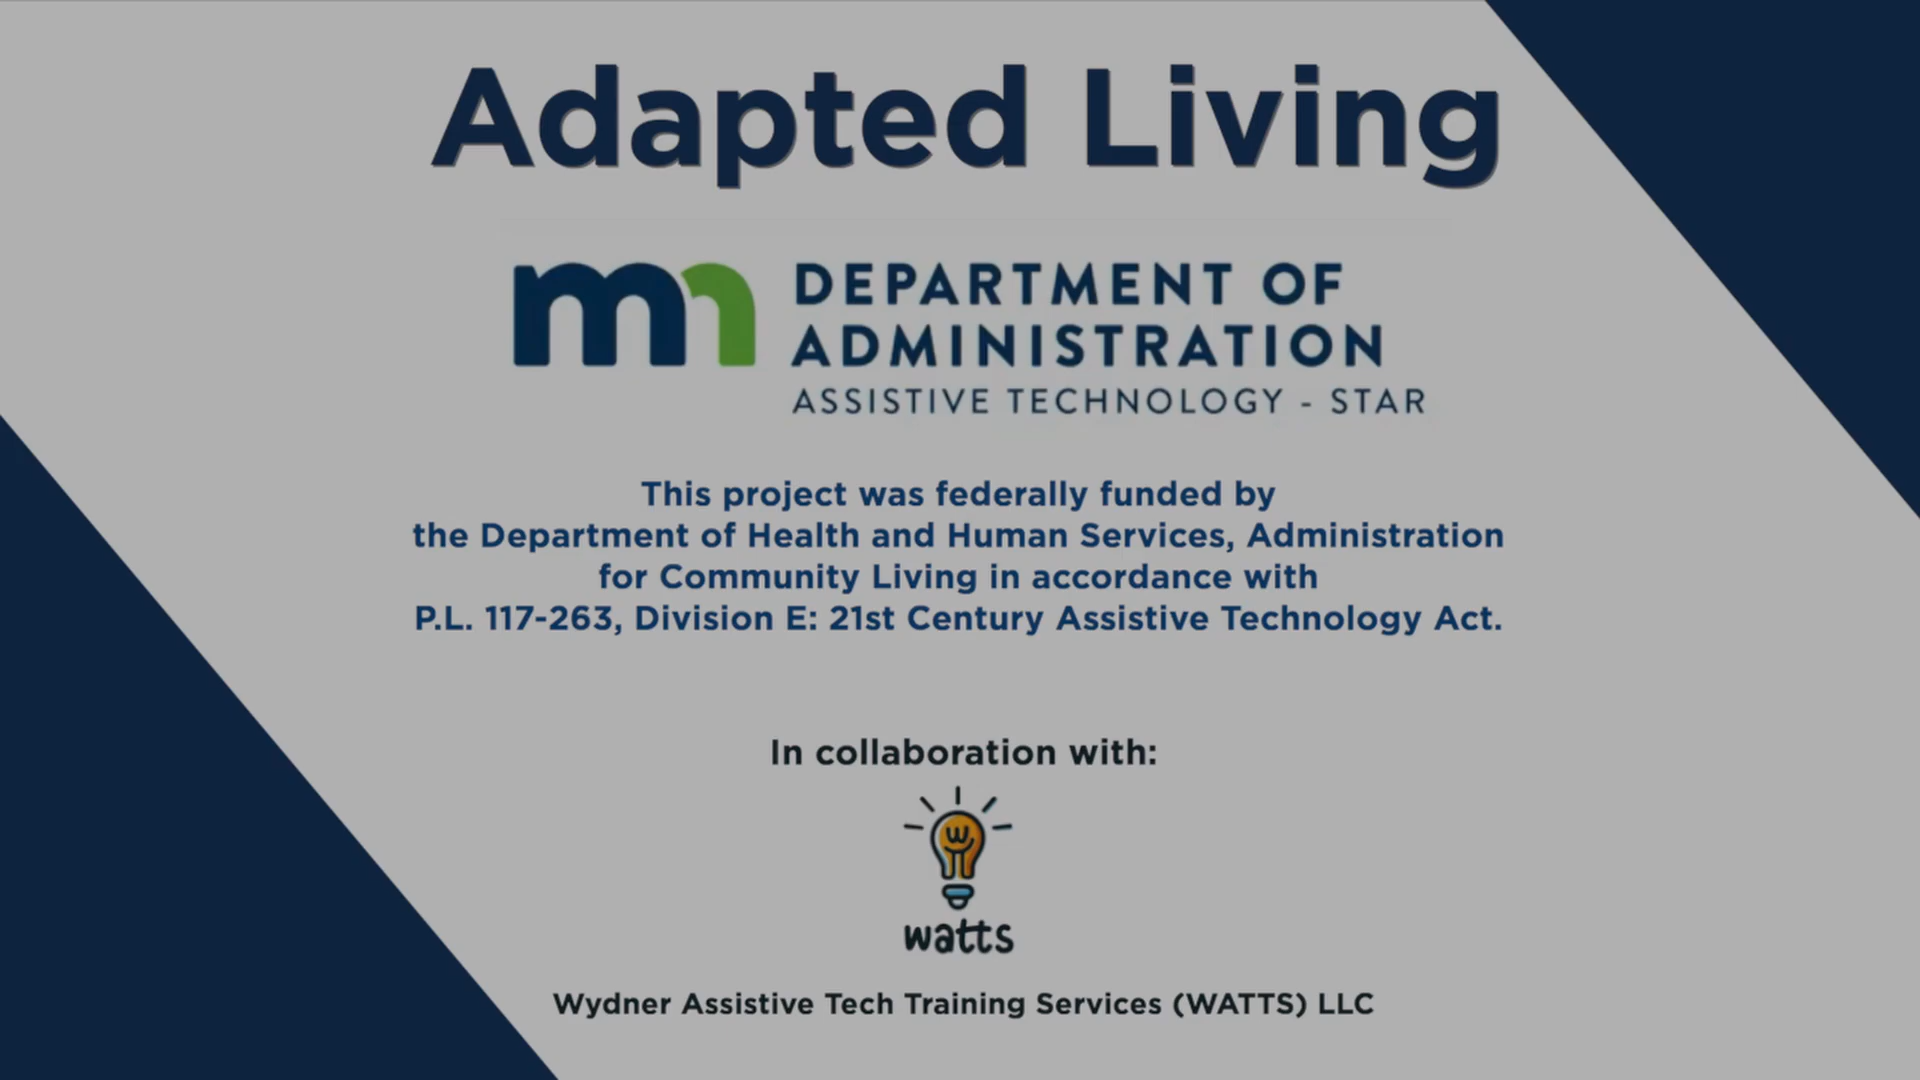 Adapted Living
mn
DEPARTMENT OF
ADMINISTRATION
ASSISTIVE TECHNOLOGY - STAR
This project was federally funded by
the Department of Health and Human Services, Administration
for Community Living in accordance with
P.L. 117-263, Division E: 21st Century Assistive Technology Act.
In collaboration with:
w
watts
Wydner Assistive Tech Training Services (WATTS) LLC